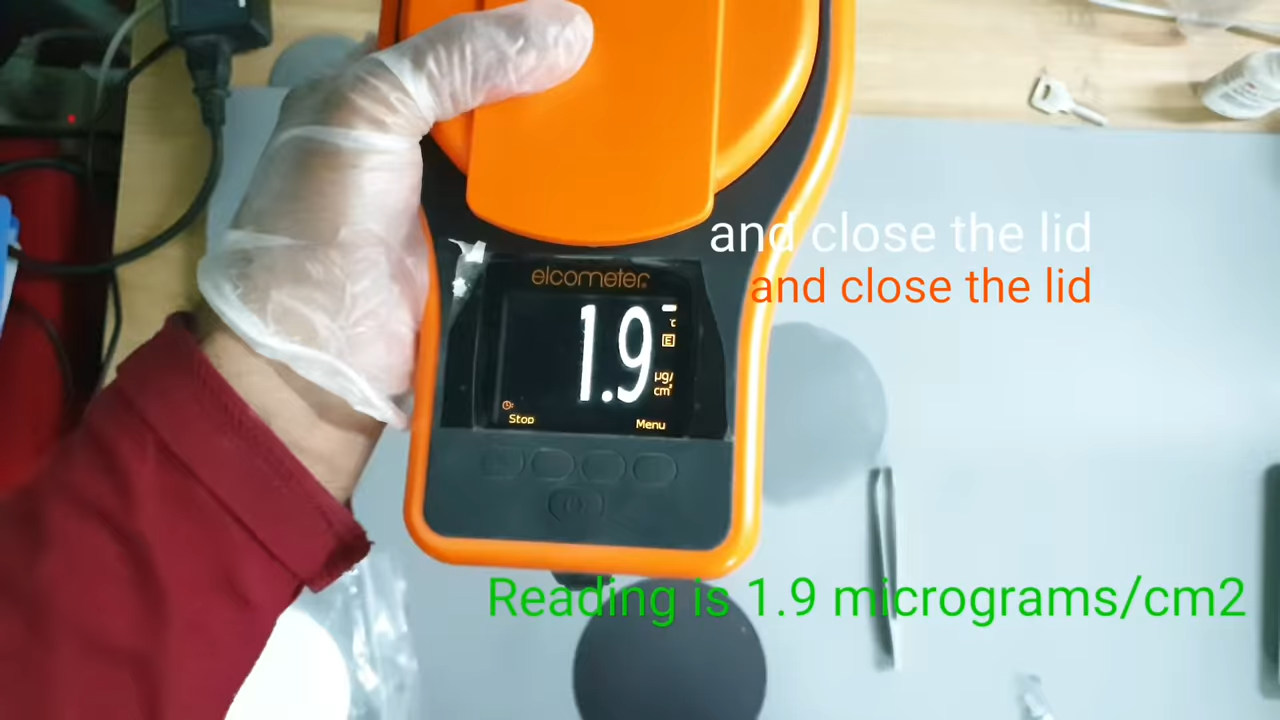 and close the lid
and close the lid
elcometer
1.9
℃
E
µg/
cm²
Stop
Menu
Reading is 1.9 micrograms/cm2